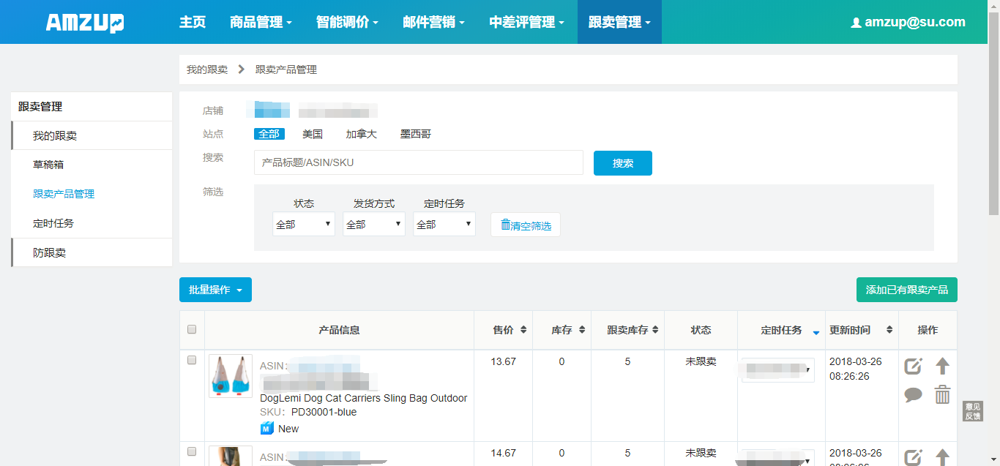 AMZUP 主页 商品管理 智能调价 邮件营销 中差评管理 跟卖管理 amzup@su.com
我的跟卖 跟卖产品管理
跟卖管理
我的跟卖
草稿箱
跟卖产品管理
定时任务
防跟卖
店铺
站点 全部 美国 加拿大 墨西哥
搜索 产品标题/ASIN/SKU 搜索
筛选
状态 发货方式 定时任务
全部 全部 全部 清空筛选
批量操作 添加已有跟卖产品
产品信息 售价 库存 跟卖库存 状态 定时任务 更新时间 操作
ASIN: 13.67 0 5 未跟卖 2018-03-26
08:26:26
DogLemi Dog Cat Carriers Sling Bag Outdoor
SKU: PD30001-blue
M New
意见
反馈
ASIN: 14.67 0 5 未跟卖 2018-03-26